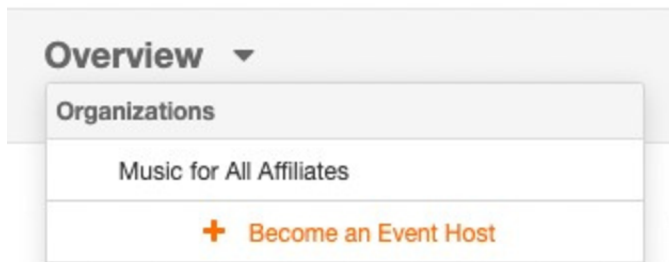 Overview
Organizations
Music for All Affiliates
+ Become an Event Host